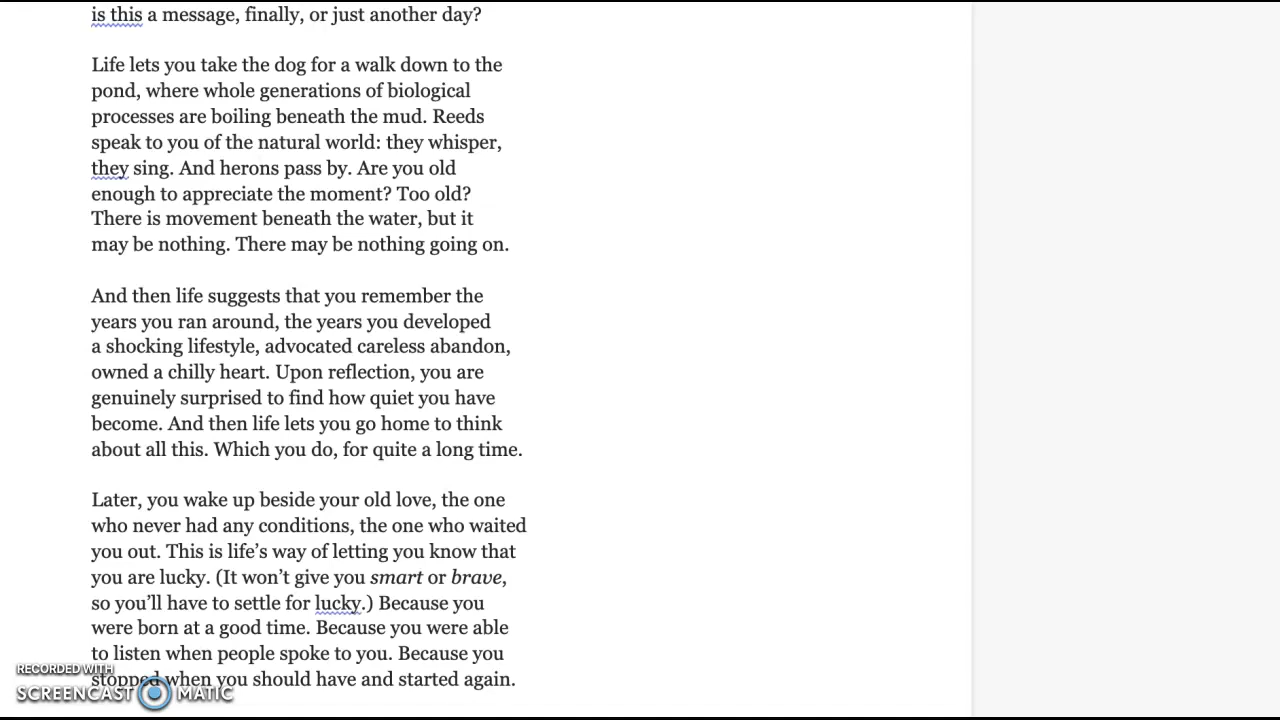 is this a message, finally, or just another day?
Life lets you take the dog for a walk down to the
pond, where whole generations of biological
processes are boiling beneath the mud. Reeds
speak to you of the natural world: they whisper,
they sing. And herons pass by. Are you old
enough to appreciate the moment? Too old?
There is movement beneath the water, but it
may be nothing. There may be nothing going on.
And then life suggests that you remember the
years you ran around, the years you developed
a shocking lifestyle, advocated careless abandon,
owned a chilly heart. Upon reflection, you are
genuinely surprised to find how quiet you have
become. And then life lets you go home to think
about all this. Which you do, for quite a long time.
Later, you wake up beside your old love, the one
who never had any conditions, the one who waited
you out. This is life’s way of letting you know that
you are lucky. (It won’t give you smart or brave,
so you’ll have to settle for lucky.) Because you
were born at a good time. Because you were able
to listen when people spoke to you. Because you
stopped when you should have and started again.
RECORDED WITH
SCREENCAST MATIC